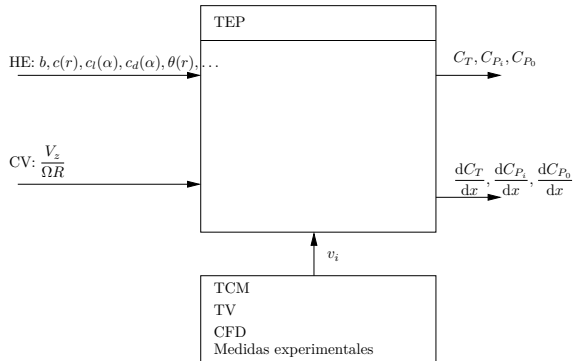 TEP
HE: b, c(r), c_l(α), c_d(α), θ(r), …
C_T, C_{P_i}, C_{P_0}
CV: V_z/ΩR
dC_T/dx, dC_{P_i}/dx, dC_{P_0}/dx
v_i
TCM
TV
CFD
Medidas experimentales